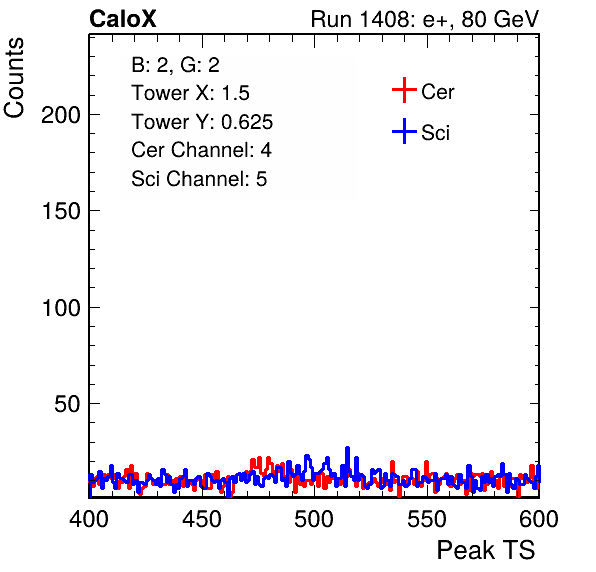 CaloX Run 1408: e+, 80 GeV
Counts
B: 2, G: 2
Tower X: 1.5
Tower Y: 0.625
Cer Channel: 4
Sci Channel: 5
Cer
Sci
200
150
100
50
400 450 500 550 600
Peak TS